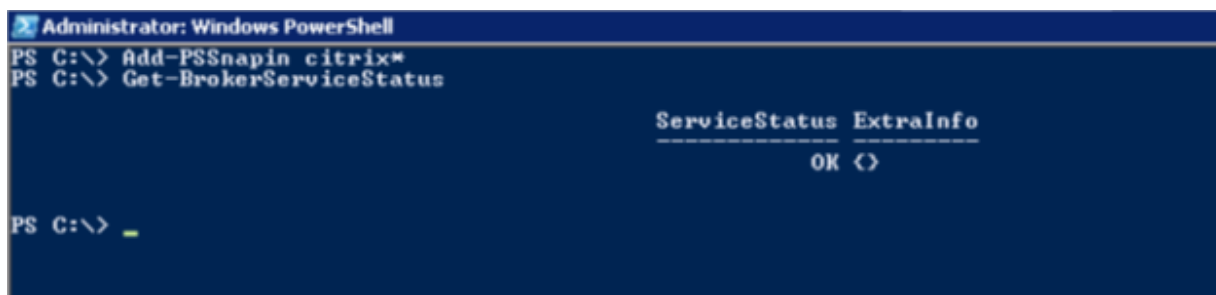 Administrator: Windows PowerShell
PS C:\> Add-PSSnapin citrix*
PS C:\> Get-BrokerServiceStatus
ServiceStatus ExtraInfo
------------- ---------
OK {}
PS C:\> _